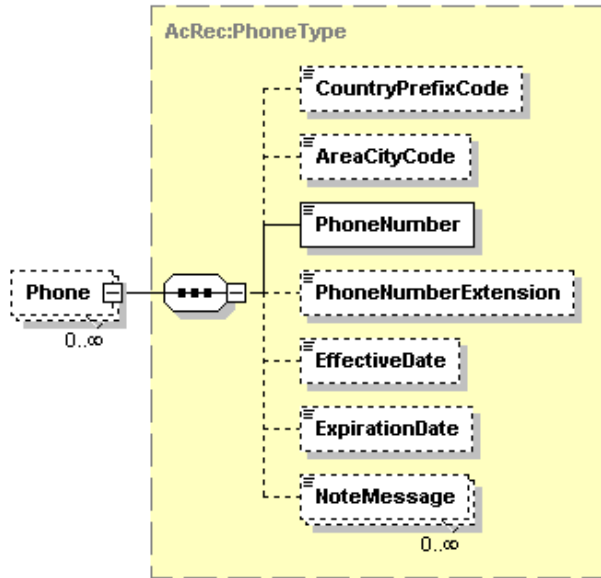 AcRec:PhoneType
CountryPrefixCode
AreaCityCode
PhoneNumber
Phone
0..∞
PhoneNumberExtension
EffectiveDate
ExpirationDate
NoteMessage
0..∞